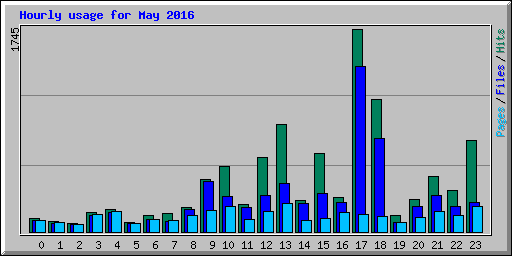 Hourly usage for May 2016
1745
Pages / Files / Hits
0 1 2 3 4 5 6 7 8 9 10 11 12 13 14 15 16 17 18 19 20 21 22 23